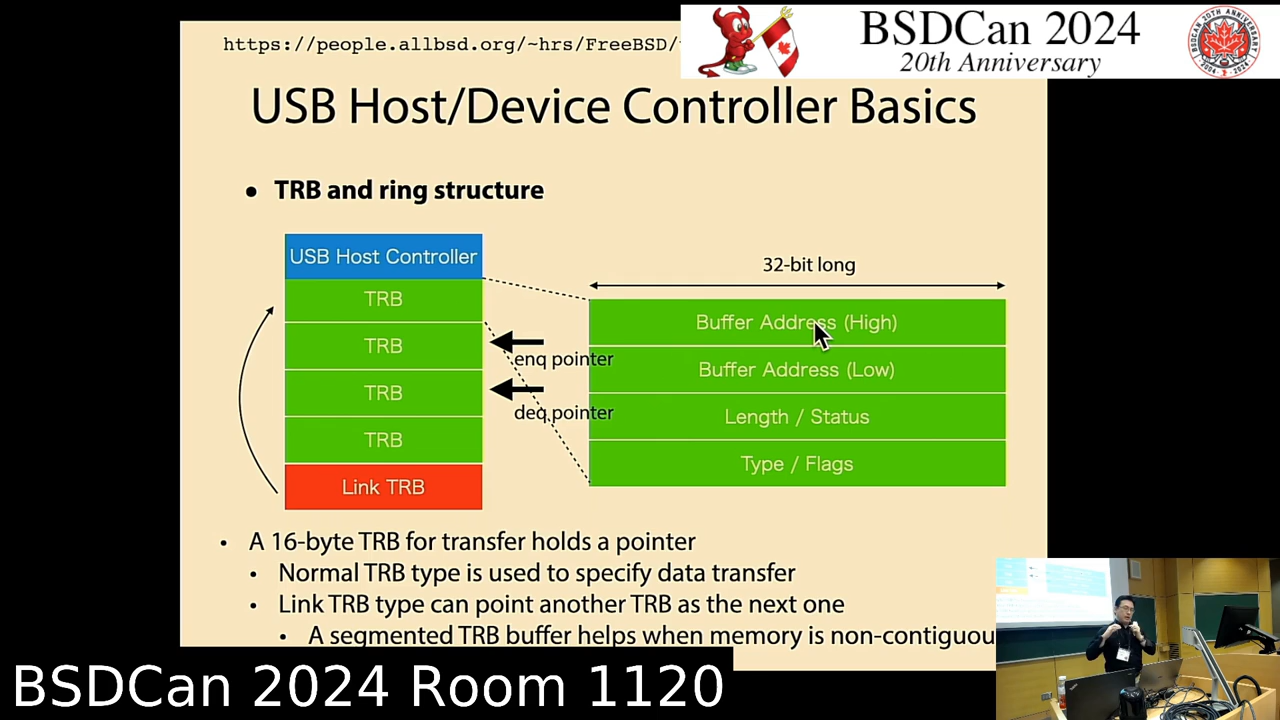 https://people.allbsd.org/~hrs/FreeBSD/
BSDCan 2024
20th Anniversary
USB Host/Device Controller Basics
• TRB and ring structure
USB Host Controller
TRB
TRB
TRB
TRB
Link TRB
enq pointer
deq pointer
32-bit long
Buffer Address (High)
Buffer Address (Low)
Length / Status
Type / Flags
• A 16-byte TRB for transfer holds a pointer
• Normal TRB type is used to specify data transfer
• Link TRB type can point another TRB as the next one
• A segmented TRB buffer helps when memory is non-contiguou
BSDCan 2024 Room 1120